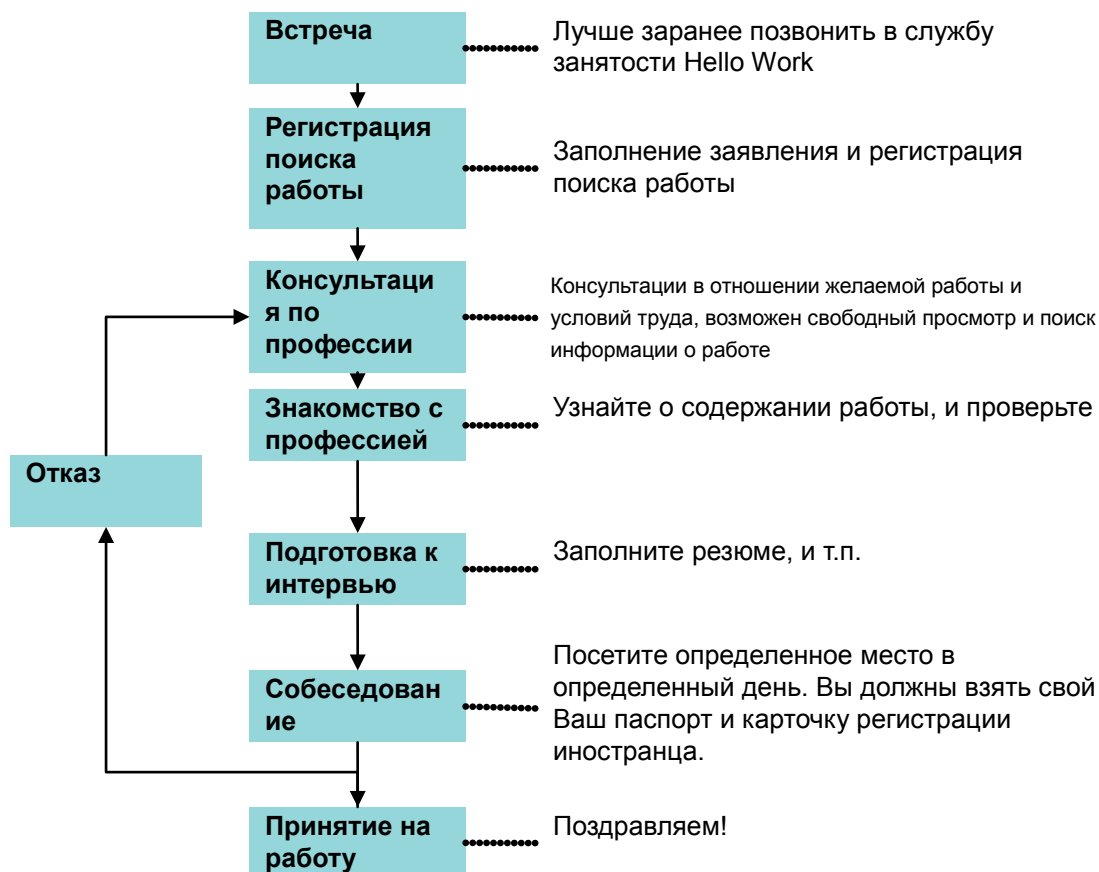 Встреча
Лучше заранее позвонить в службу
занятости Hello Work
Регистрация
поиска
работы
Заполнение заявления и регистрация
поиска работы
Консультаци
я по
профессии
Консультации в отношении желаемой работы и
условий труда, возможен свободный просмотр и поиск
информации о работе
Знакомство с
профессией
Узнайте о содержании работы, и проверьте
Отказ
Подготовка к
интервью
Заполните резюме, и т.п.
Собеседован
ие
Посетите определенное место в
определенный день. Вы должны взять свой
Ваш паспорт и карточку регистрации
иностранца.
Принятие на
работу
Поздравляем!